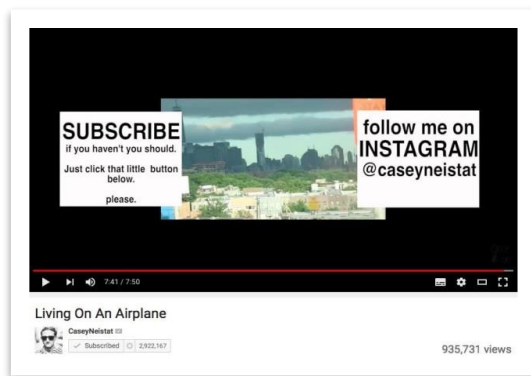 SUBSCRIBE
if you haven't you should.
Just click that little button
below.
please.
follow me on
INSTAGRAM
@caseyneistat
7:41 / 7:50
Living On An Airplane
CaseyNeistat
Subscribed 2,922,167
935,731 views